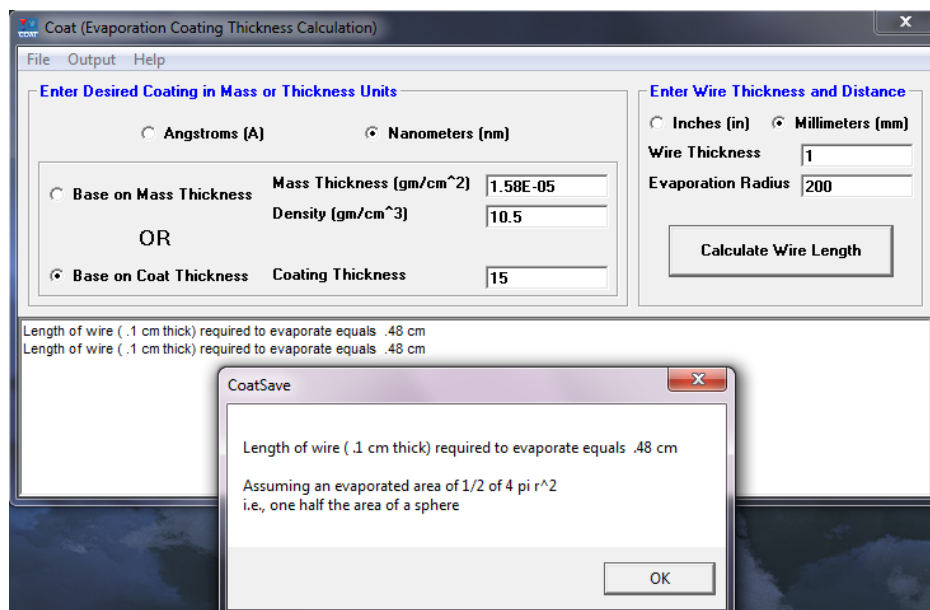 COAT
Coat (Evaporation Coating Thickness Calculation)
X
File Output Help
Enter Desired Coating in Mass or Thickness Units
Angstroms (A) Nanometers (nm)
Base on Mass Thickness
OR
Base on Coat Thickness
Mass Thickness (gm/cm^2) 1.58E-05
Density (gm/cm^3) 10.5
Coating Thickness 15
Enter Wire Thickness and Distance
Inches (in) Millimeters (mm)
Wire Thickness 1
Evaporation Radius 200
Calculate Wire Length
Length of wire ( .1 cm thick) required to evaporate equals .48 cm
Length of wire ( .1 cm thick) required to evaporate equals .48 cm
CoatSave
X
Length of wire ( .1 cm thick) required to evaporate equals .48 cm
Assuming an evaporated area of 1/2 of 4 pi r^2
i.e., one half the area of a sphere
OK